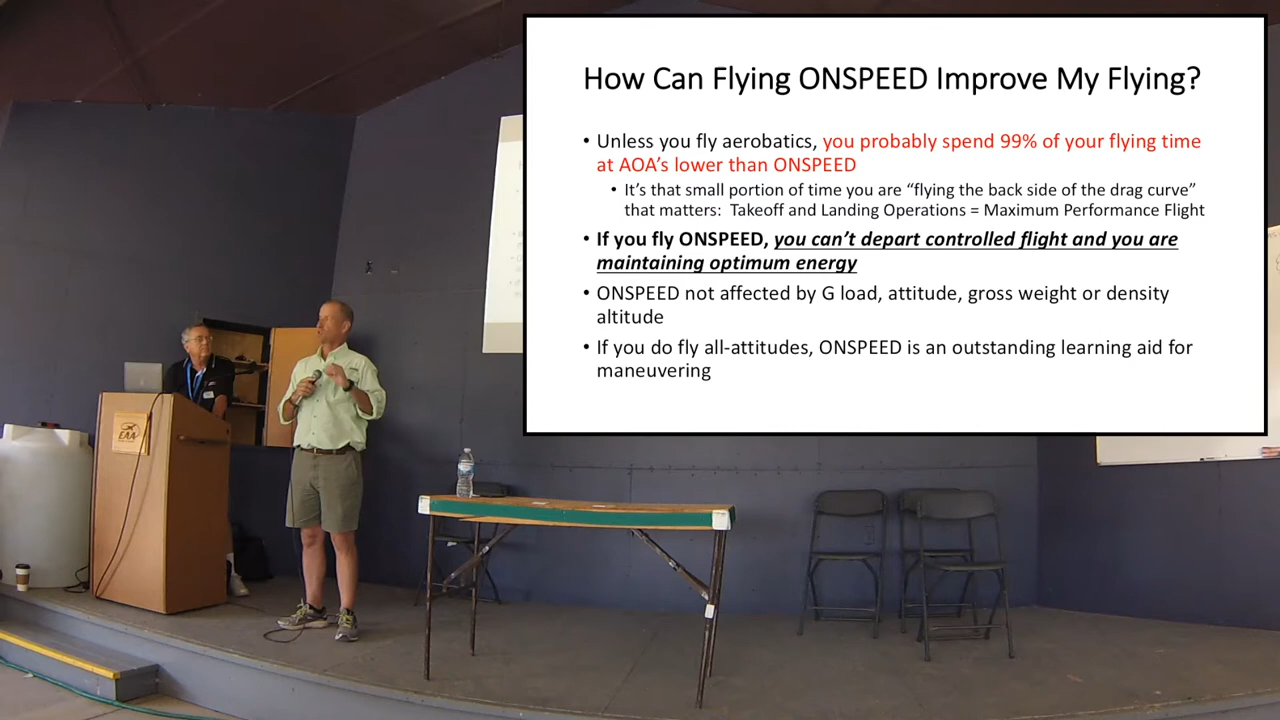 How Can Flying ONSPEED Improve My Flying?
• Unless you fly aerobatics, you probably spend 99% of your flying time
at AOA's lower than ONSPEED
• It's that small portion of time you are “flying the back side of the drag curve”
that matters: Takeoff and Landing Operations = Maximum Performance Flight
• If you fly ONSPEED, you can't depart controlled flight and you are
maintaining optimum energy
• ONSPEED not affected by G load, attitude, gross weight or density
altitude
• If you do fly all-attitudes, ONSPEED is an outstanding learning aid for
maneuvering
EAA